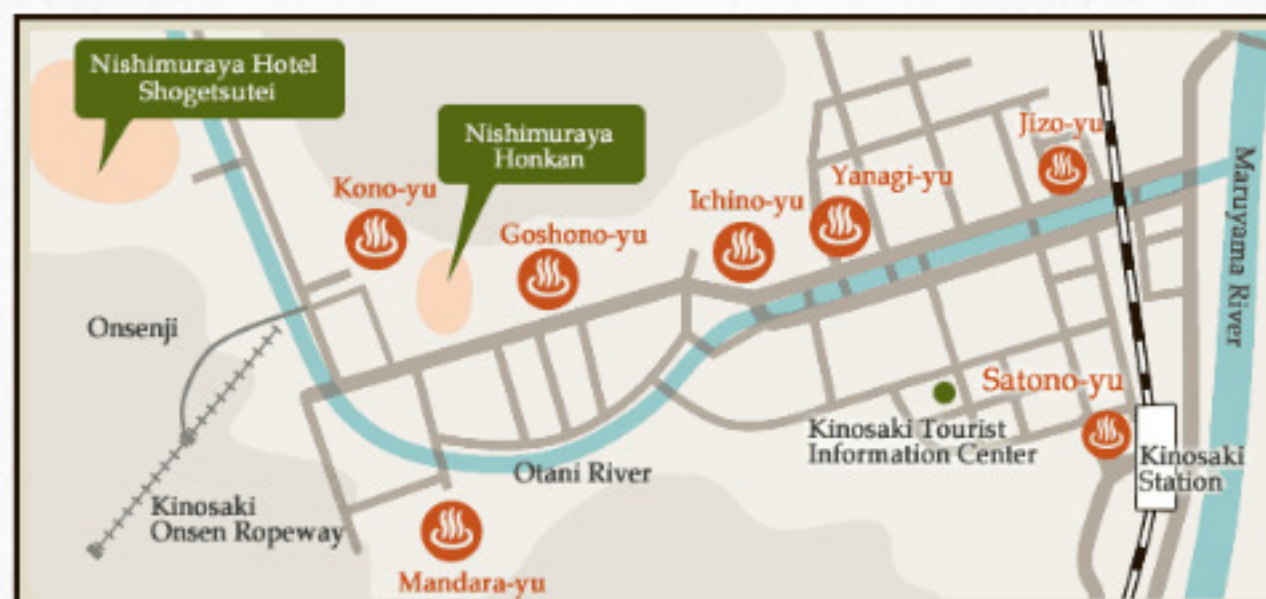 Nishimuraya Hotel
Shogetsutei
Nishimuraya
Honkan
Jizo-yu
Kono-yu
Ichino-yu
Yanagi-yu
Goshono-yu
Maruyama River
Onsenji
Satono-yu
Kinosaki Tourist
Information Center
Kinosaki
Station
Otani River
Kinosaki
Onsen Ropeway
Mandara-yu